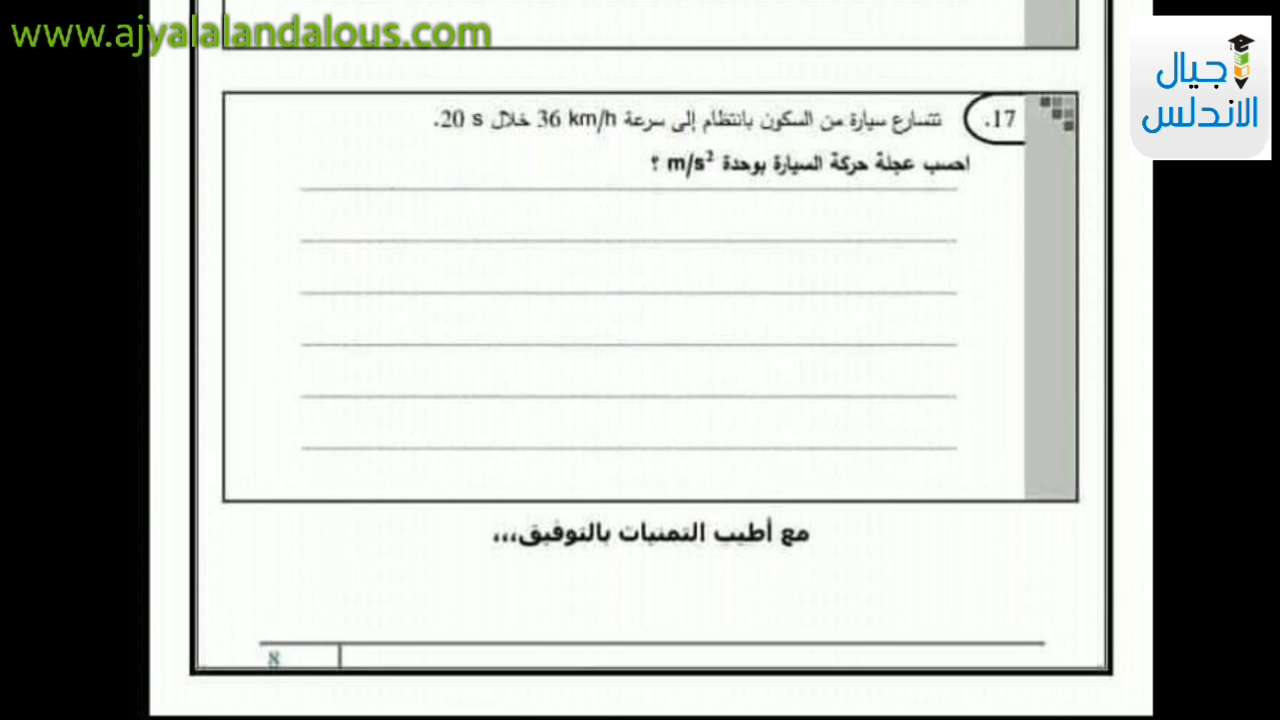 www.ajyalalandalous.com
اجيال
الاندلس
17. تتسارع سيارة من السكون بانتظام إلى سرعة 36 km/h خلال 20 s.
احسب عجلة حركة السيارة بوحدة m/s² ؟
مع أطيب التمنيات بالتوفيق،،،
8